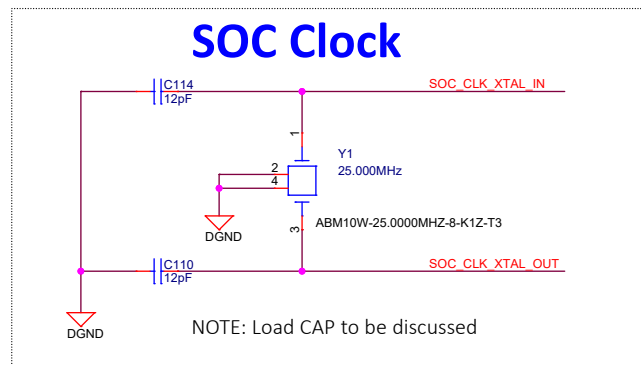 SOC Clock
C114
12pF
SOC_CLK_XTAL_IN
1
Y1
25.000MHz
2
4
DGND
3
ABM10W-25.0000MHZ-8-K1Z-T3
C110
12pF
SOC_CLK_XTAL_OUT
DGND
NOTE: Load CAP to be discussed